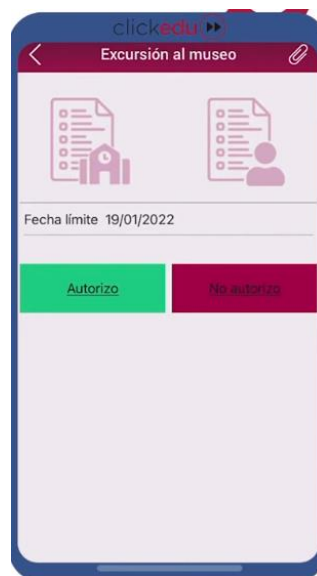 clickedu
Excursión al museo
Fecha límite 19/01/2022
Autorizo
No autorizo